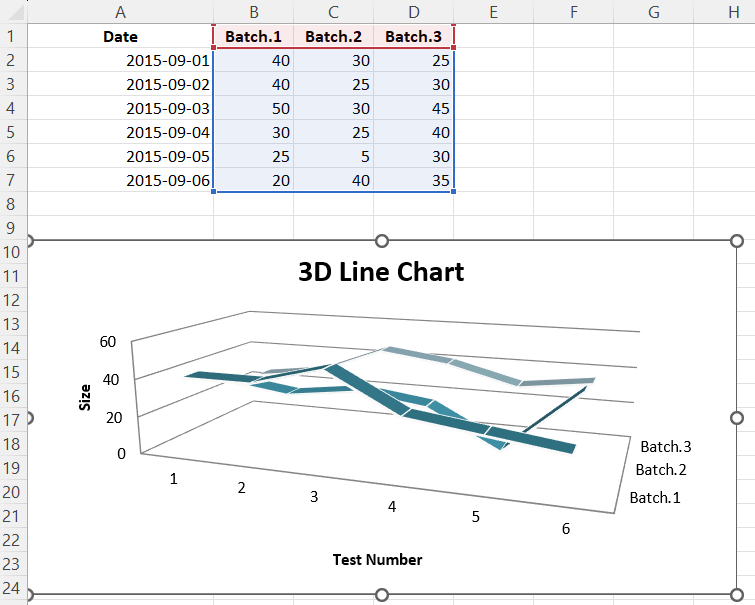 A B C D E F G H
1 Date Batch.1 Batch.2 Batch.3
2 2015-09-01 40 30 25
3 2015-09-02 40 25 30
4 2015-09-03 50 30 45
5 2015-09-04 30 25 40
6 2015-09-05 25 5 30
7 2015-09-06 20 40 35
8
9
10
11
12
13
14
15
16
17
18
19
20
21
22
23
24
3D Line Chart
60
40
20
0
Size
1 2 3 4 5 6
Batch.3
Batch.2
Batch.1
Test Number